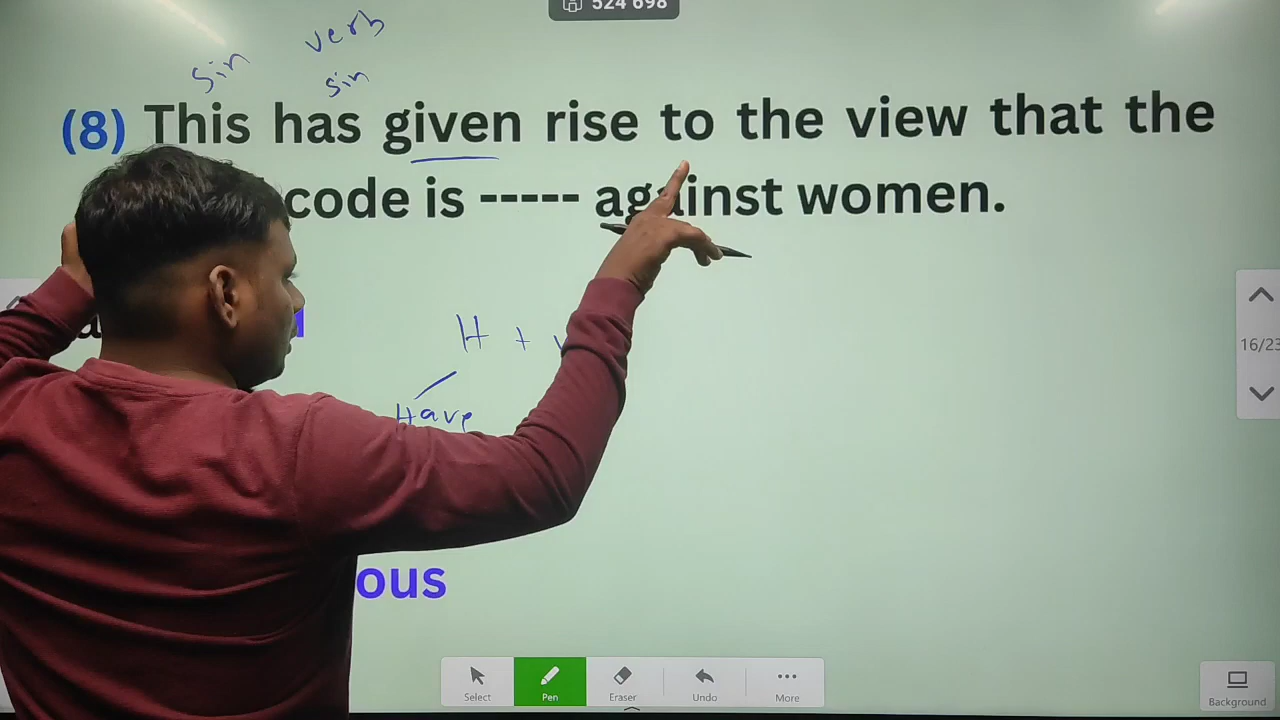 524 698
sin verb
sin
(8) This has given rise to the view that the
code is ----- against women.
H +
Have
ous
16/23
Select Pen Eraser Undo More
Background